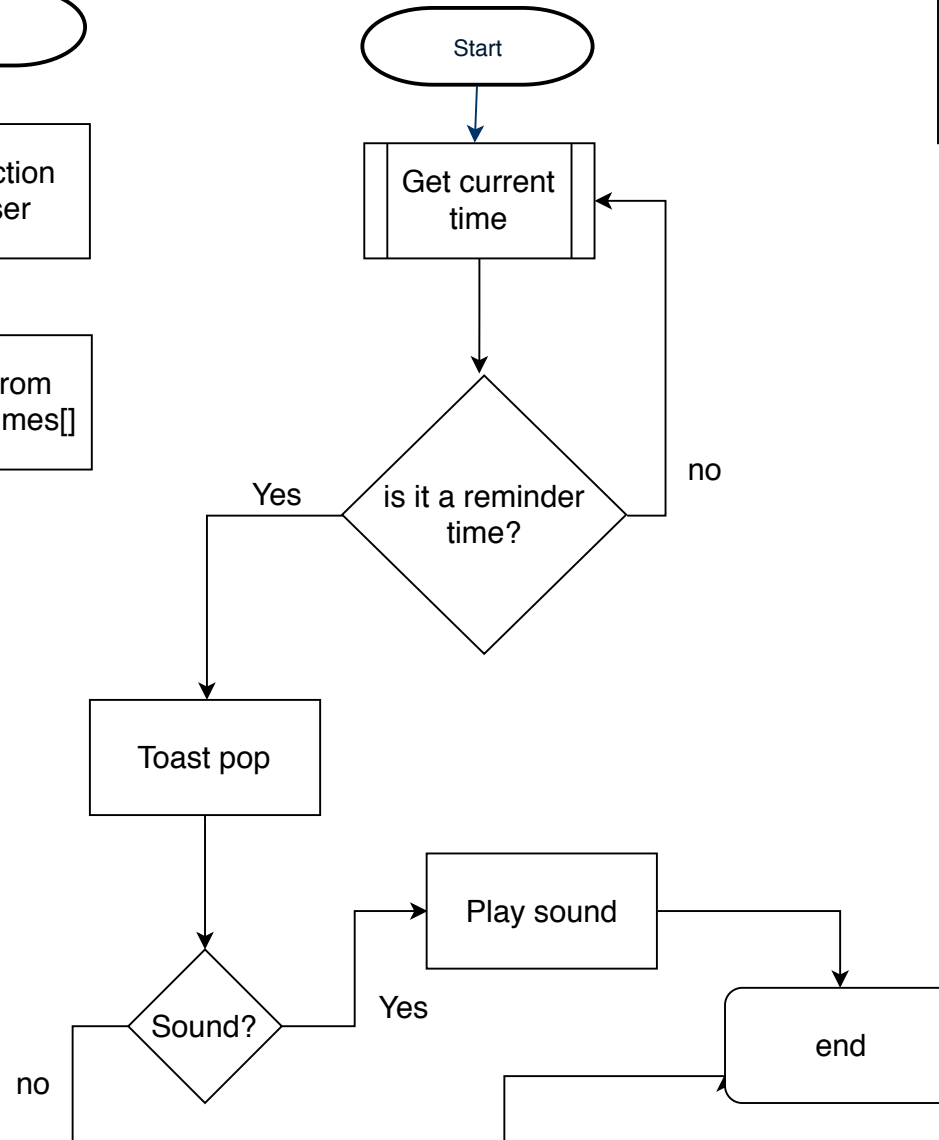 Start
ction
ser
Get current
time
rom
mes[]
is it a reminder
time?
Yes
no
Toast pop
Play sound
Sound?
Yes
no
end